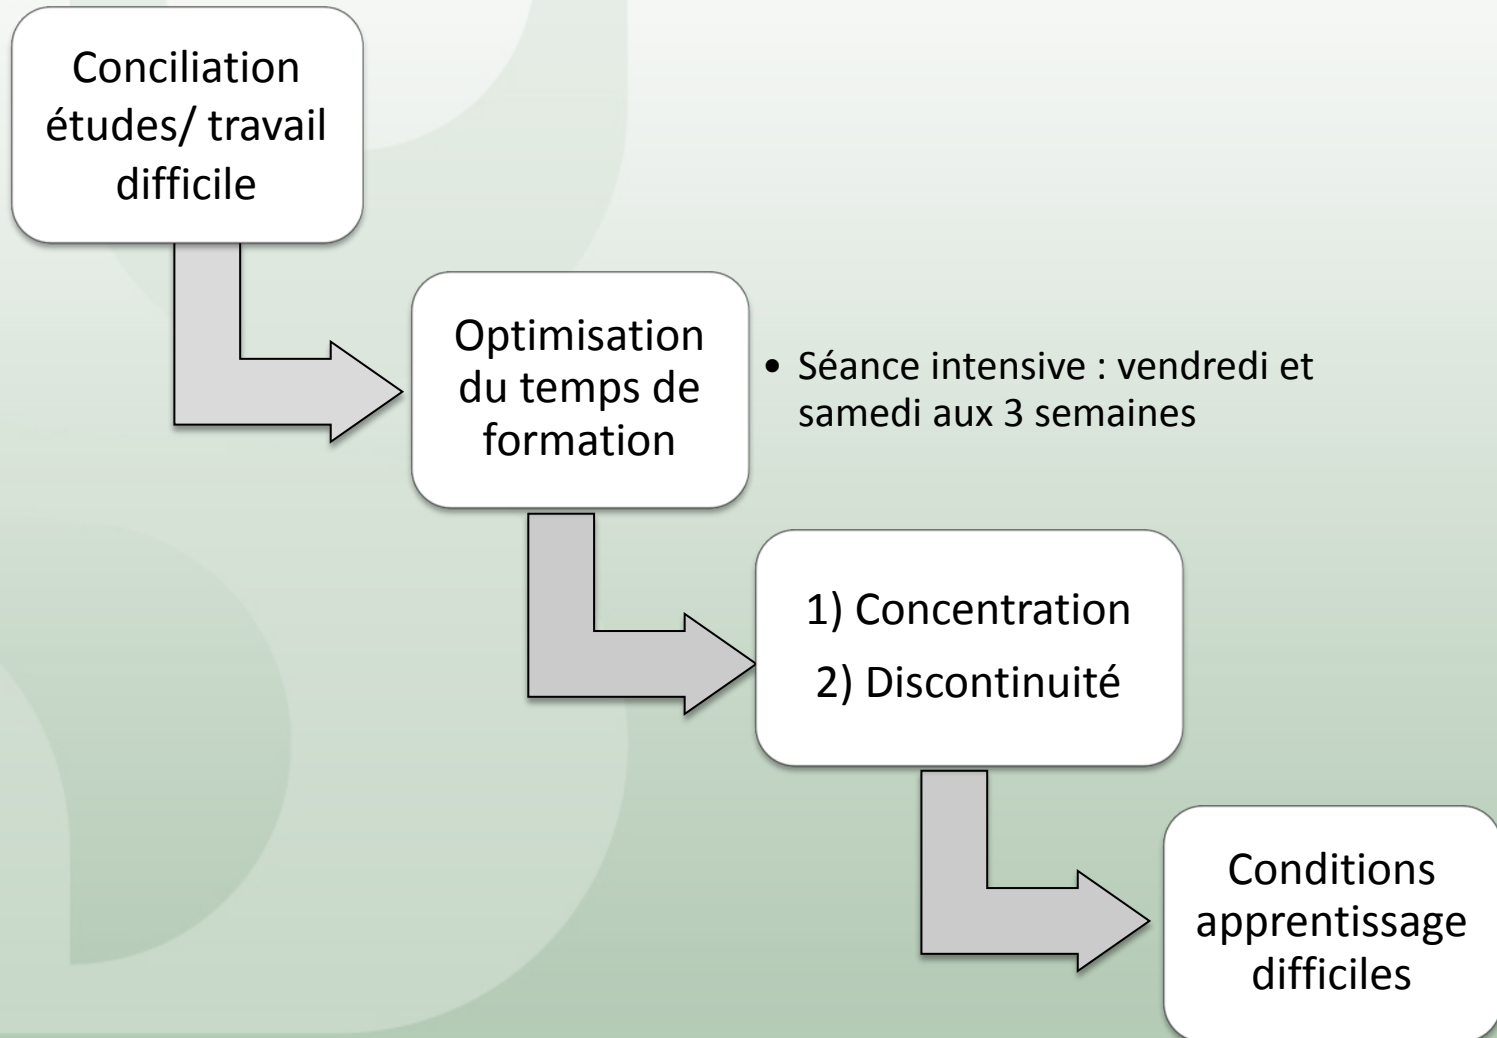 Conciliation
études/ travail
difficile
Optimisation
du temps de
formation
• Séance intensive : vendredi et
samedi aux 3 semaines
1) Concentration
2) Discontinuité
Conditions
apprentissage
difficiles